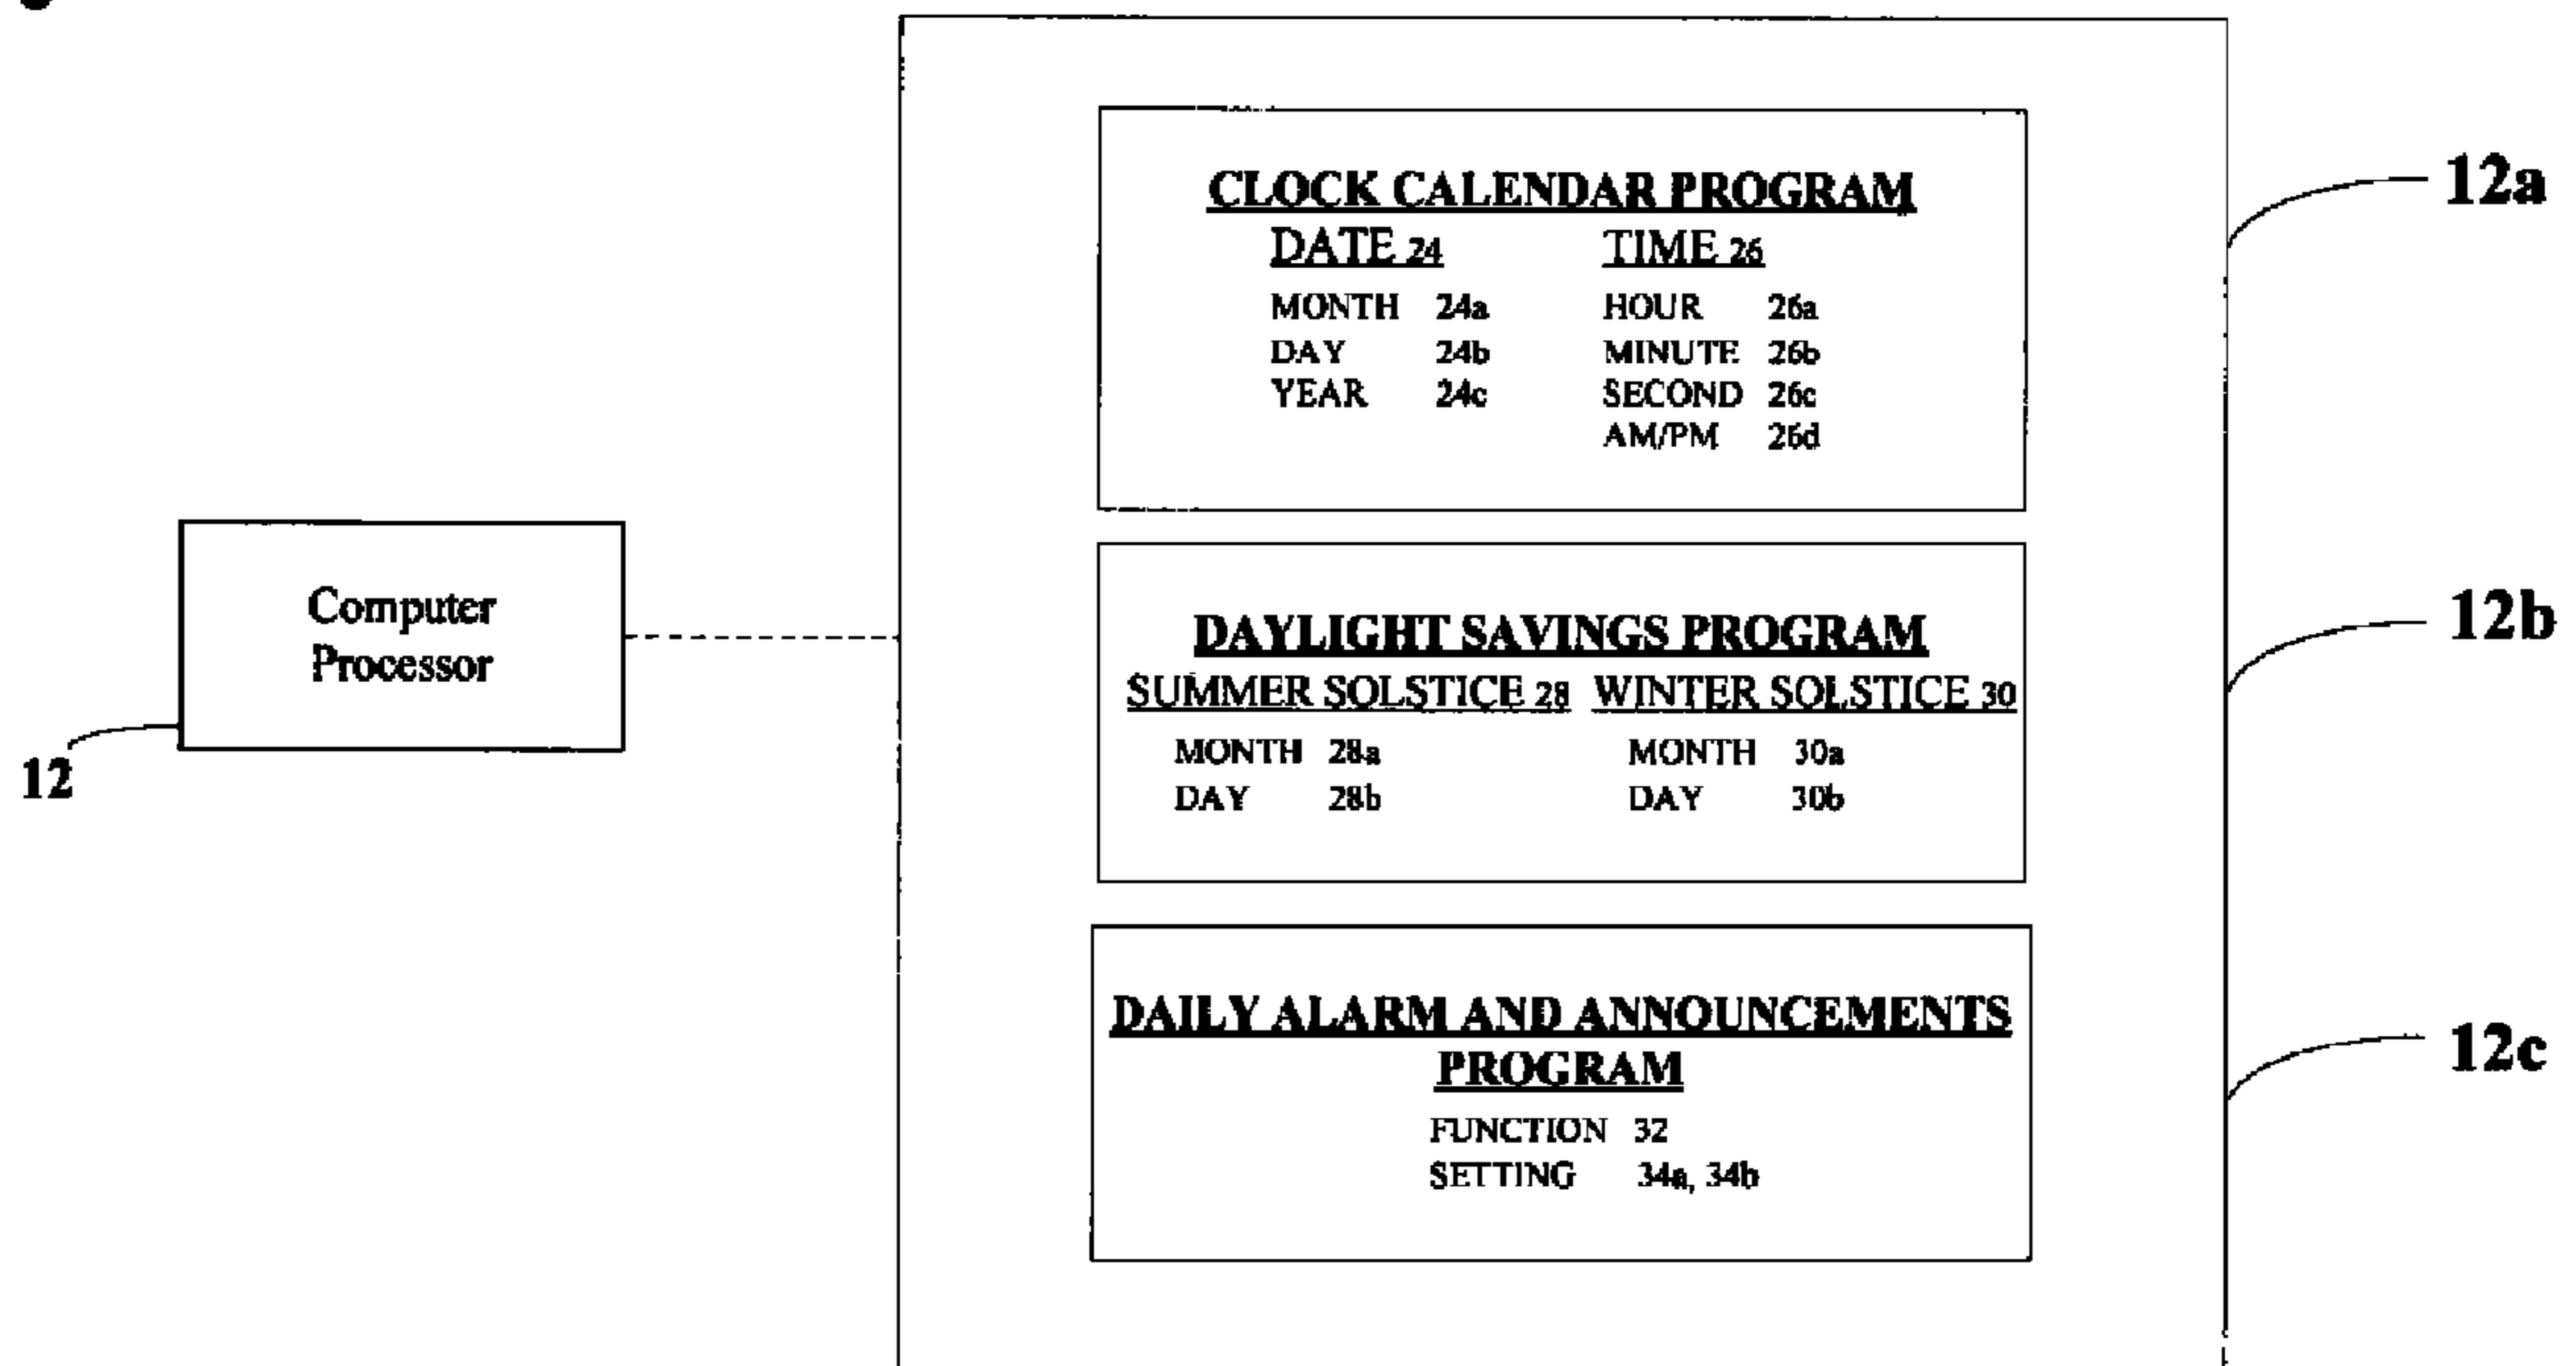 CLOCK CALENDAR PROGRAM
12a
DATE 24 TIME 26
MONTH 24a HOUR 26a
DAY 24b MINUTE 26b
YEAR 24c SECOND 26c
AM/PM 26d
Computer
Processor
12
DAYLIGHT SAVINGS PROGRAM
12b
SUMMER SOLSTICE 28 WINTER SOLSTICE 30
MONTH 28a MONTH 30a
DAY 28b DAY 30b
DAILY ALARM AND ANNOUNCEMENTS
PROGRAM
12c
FUNCTION 32
SETTING 34a, 34b